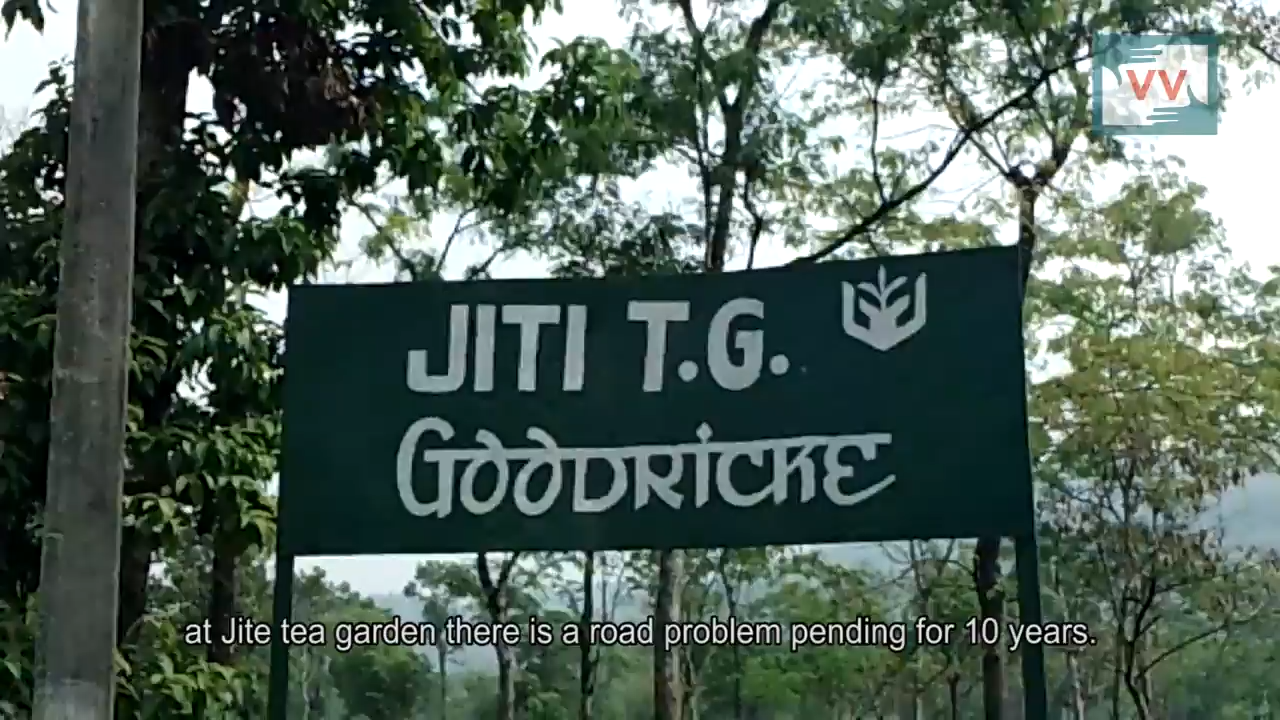 VV
JITI T.G.
GOODRICKE
at Jite tea garden there is a road problem pending for 10 years.